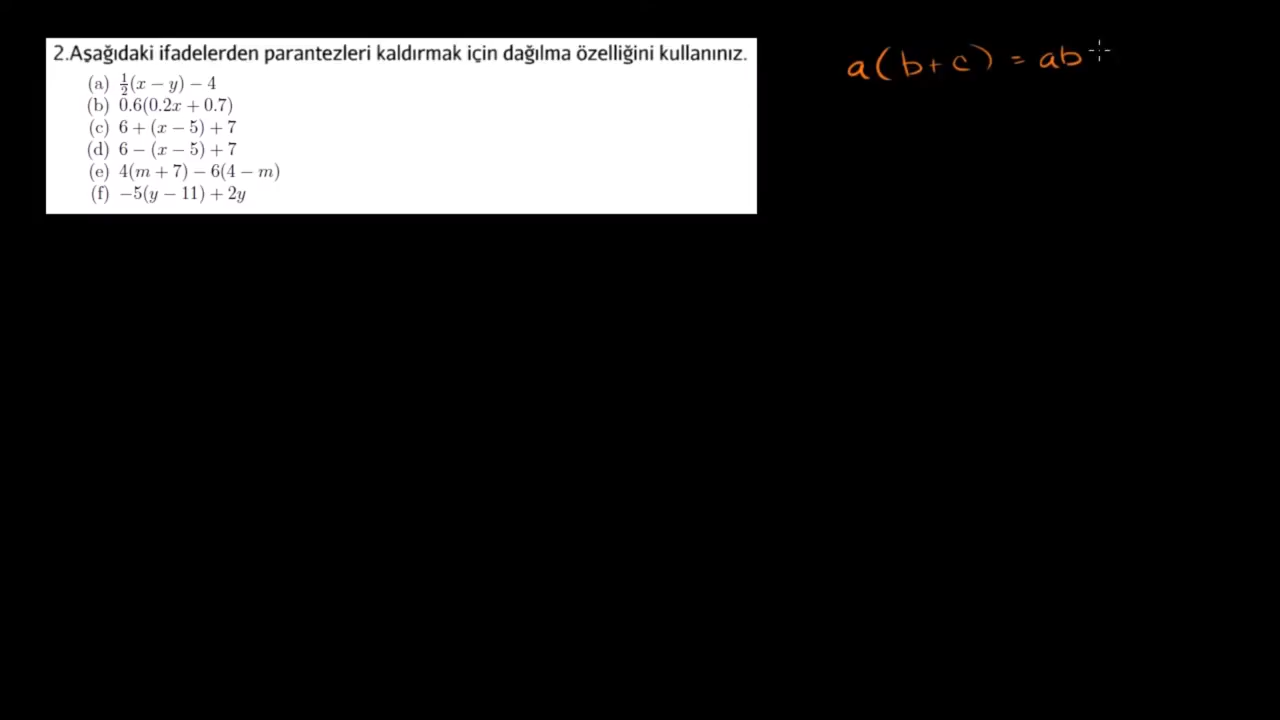 2.Aşağıdaki ifadelerden parantezleri kaldırmak için dağılma özelliğini kullanınız.
(a) \frac{1}{2}(x − y) − 4
(b) 0.6(0.2x + 0.7)
(c) 6 + (x − 5) + 7
(d) 6 − (x − 5) + 7
(e) 4(m + 7) − 6(4 − m)
(f) −5(y − 11) + 2y
a(b+c) = ab